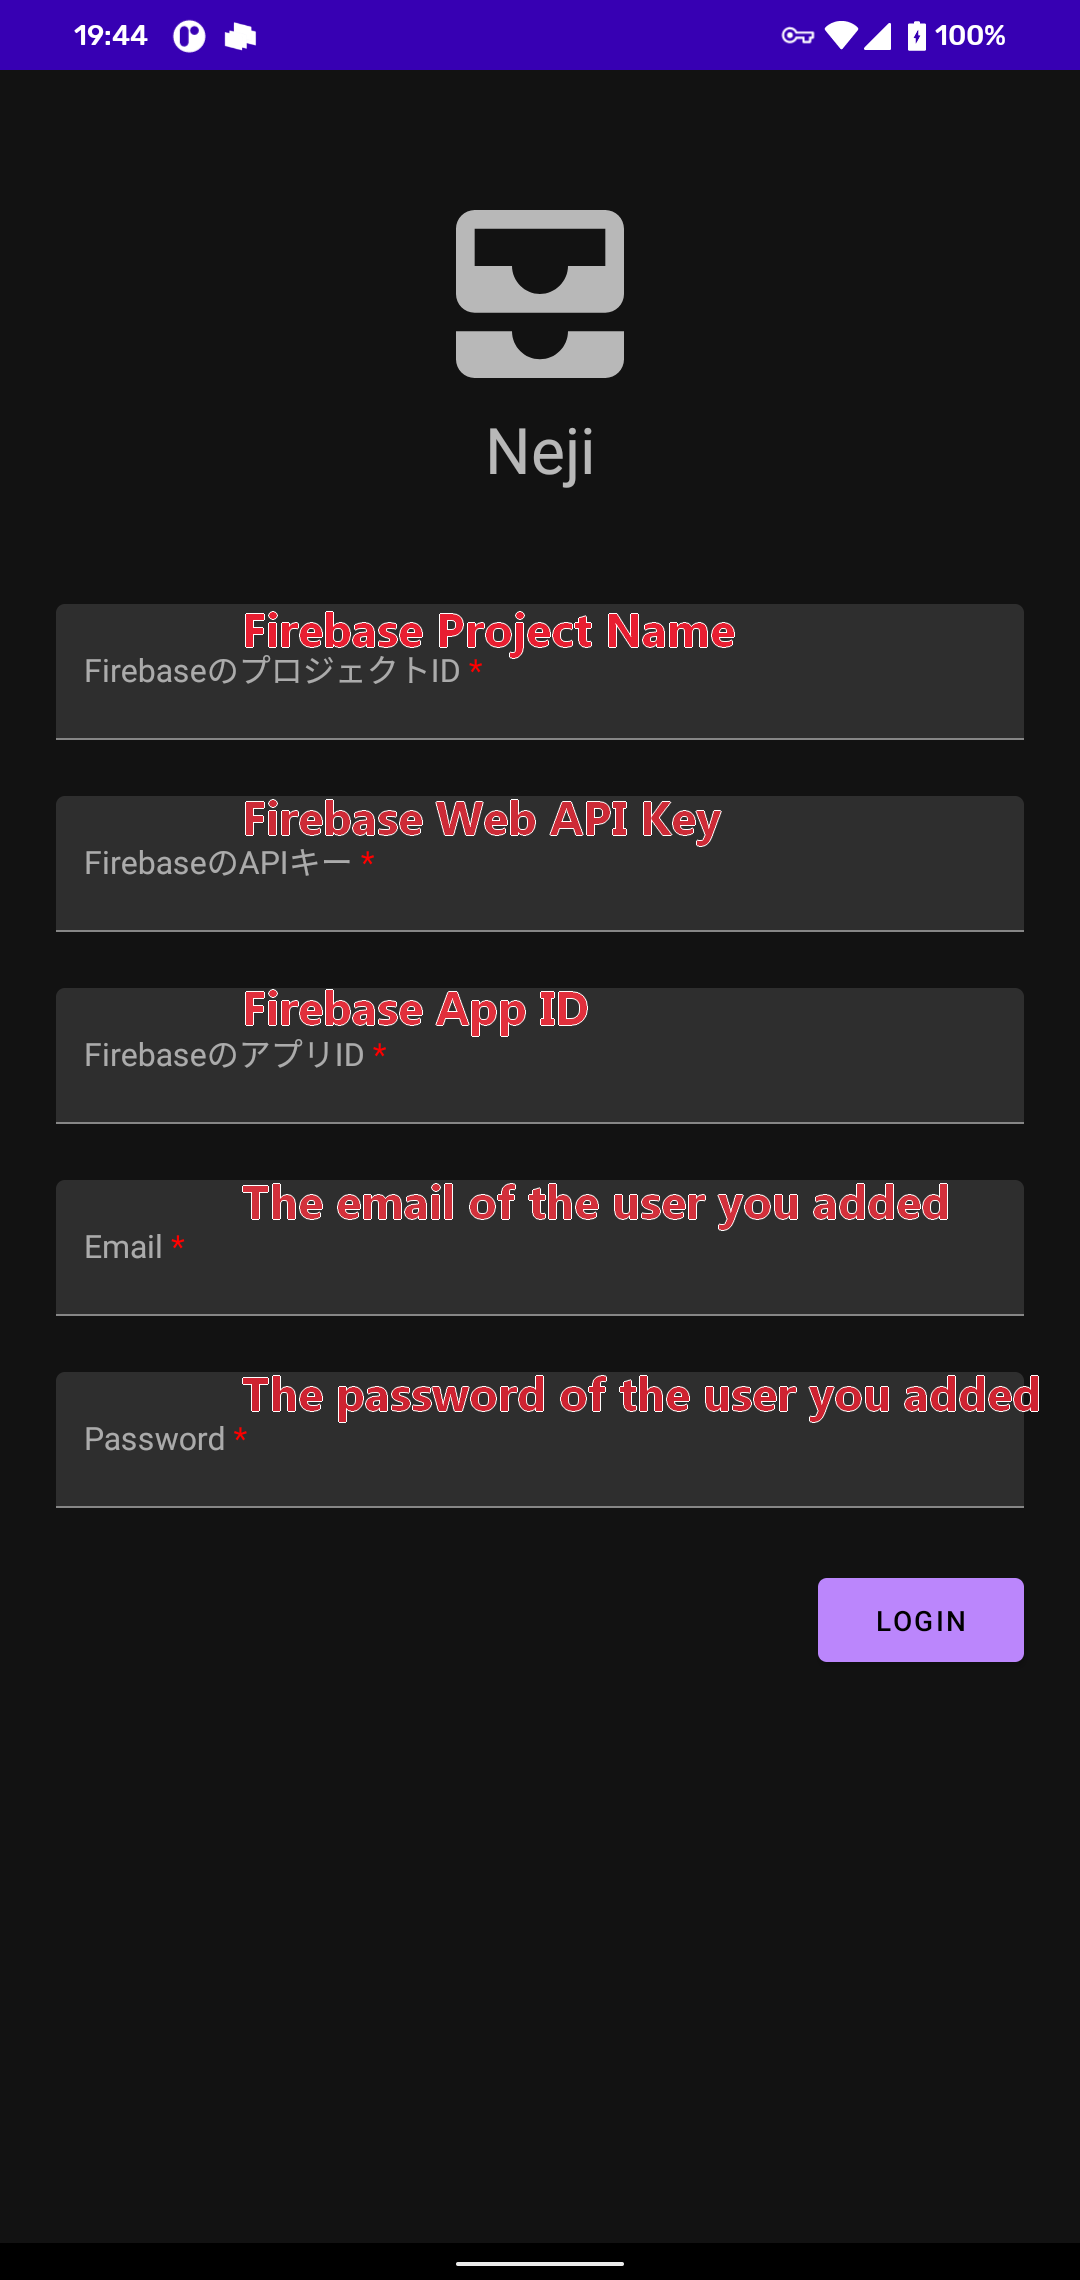 19:44
100%
Neji
Firebase Project Name
FirebaseのプロジェクトID *
Firebase Web API Key
FirebaseのAPIキー *
Firebase App ID
FirebaseのアプリID *
The email of the user you added
Email *
The password of the user you added
Password *
LOGIN